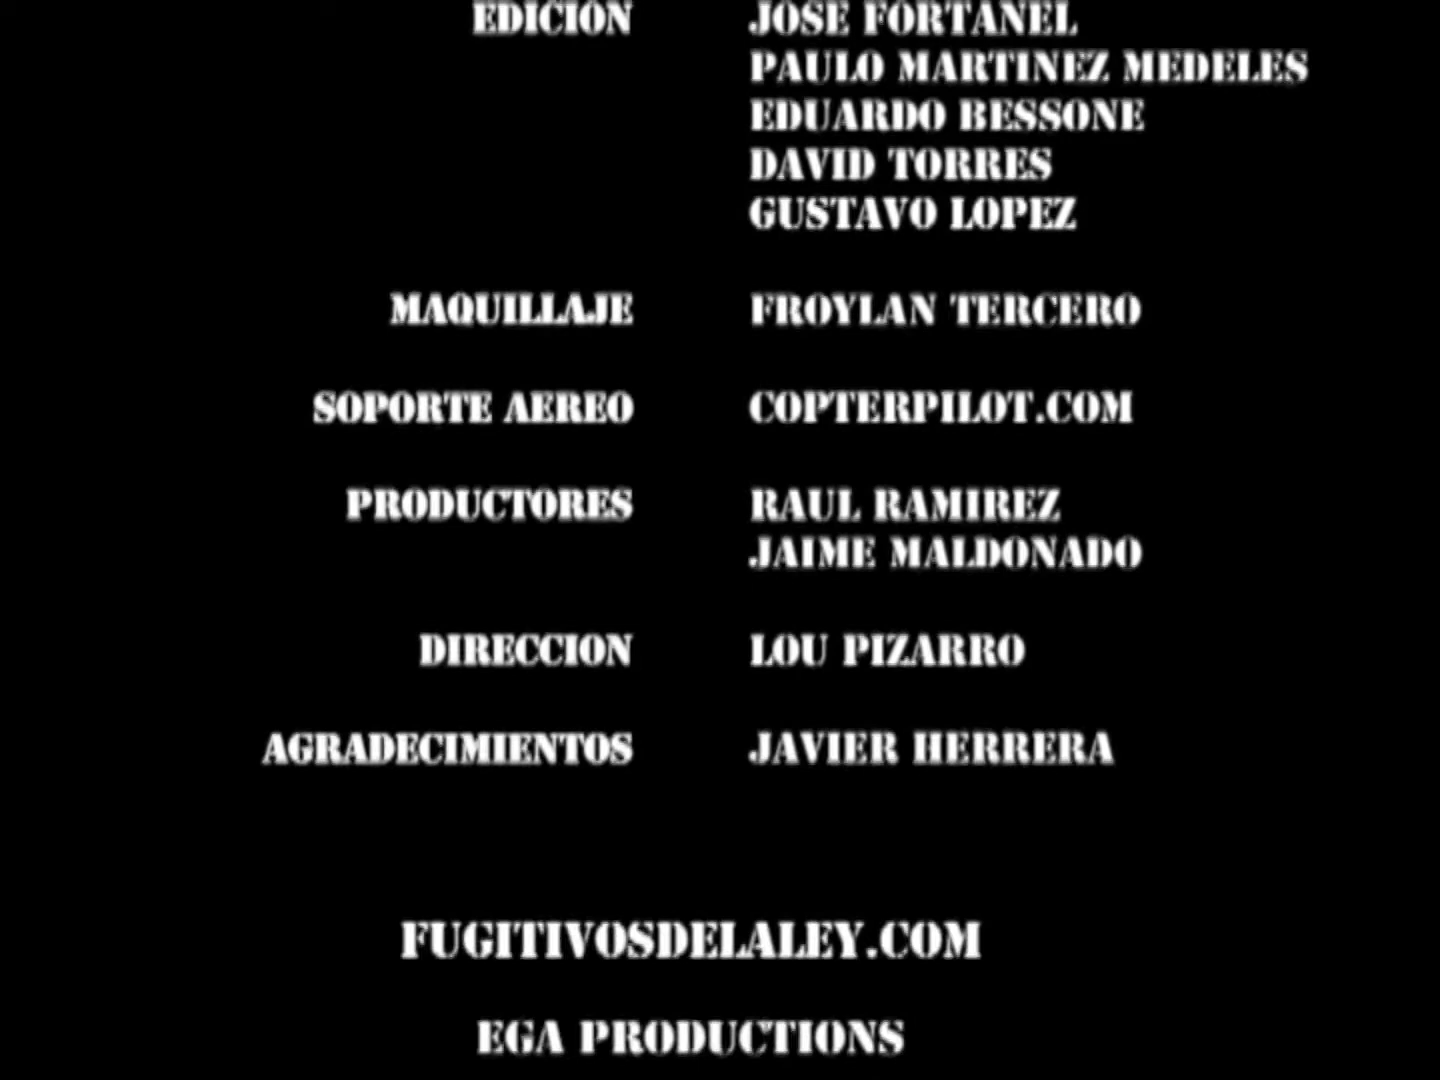 EDICION JOSE FORTANEL
PAULO MARTINEZ MEDELES
EDUARDO BESSONE
DAVID TORRES
GUSTAVO LOPEZ
MAQUILLAJE FROYLAN TERCERO
SOPORTE AEREO COPTERPILOT.COM
PRODUCTORES RAUL RAMIREZ
JAIME MALDONADO
DIRECCION LOU PIZARRO
AGRADECIMIENTOS JAVIER HERRERA
FUGITIVOSDELALEY.COM
EGA PRODUCTIONS